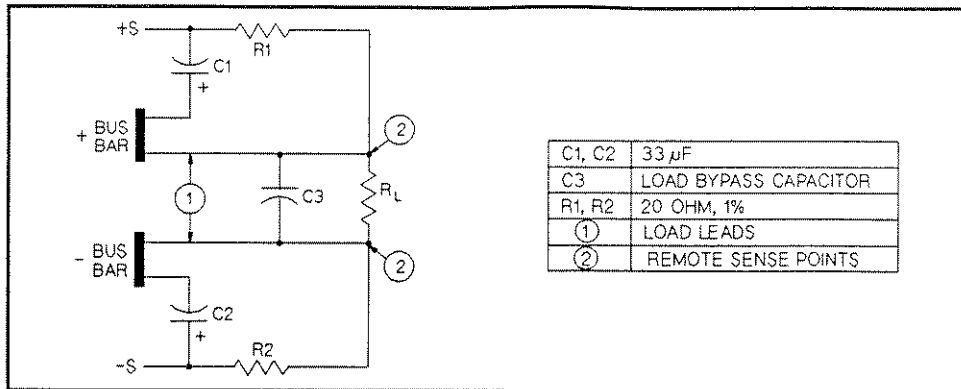 +S
R1
C1
+
+ BUS BAR
2
1
C3
RL
- BUS BAR
2
C2
+
R2
-S
C1, C2 33 µF
C3 LOAD BYPASS CAPACITOR
R1, R2 20 OHM, 1%
1 LOAD LEADS
2 REMOTE SENSE POINTS